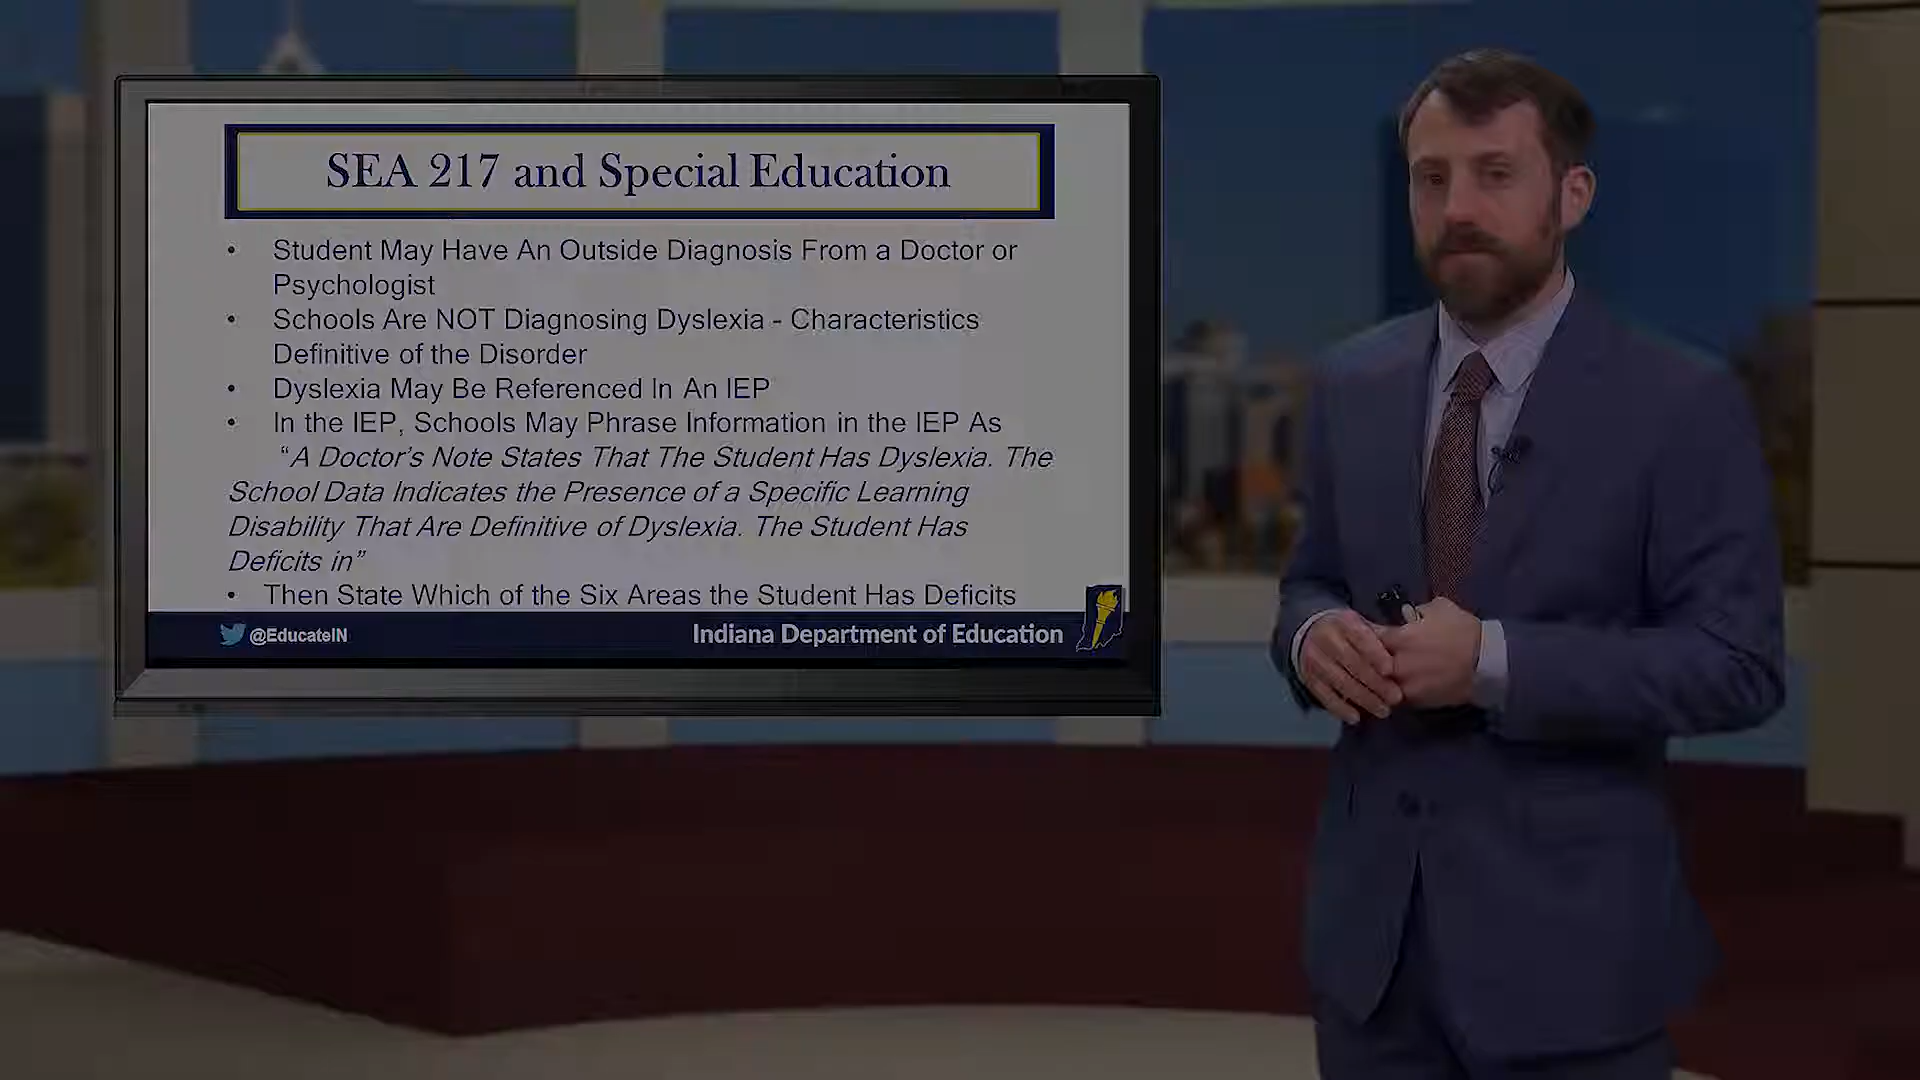 SEA 217 and Special Education
• Student May Have An Outside Diagnosis From a Doctor or
Psychologist
• Schools Are NOT Diagnosing Dyslexia - Characteristics
Definitive of the Disorder
• Dyslexia May Be Referenced In An IEP
• In the IEP, Schools May Phrase Information in the IEP As
“A Doctor’s Note States That The Student Has Dyslexia. The
School Data Indicates the Presence of a Specific Learning
Disability That Are Definitive of Dyslexia. The Student Has
Deficits in”
• Then State Which of the Six Areas the Student Has Deficits
@EducateIN
Indiana Department of Education